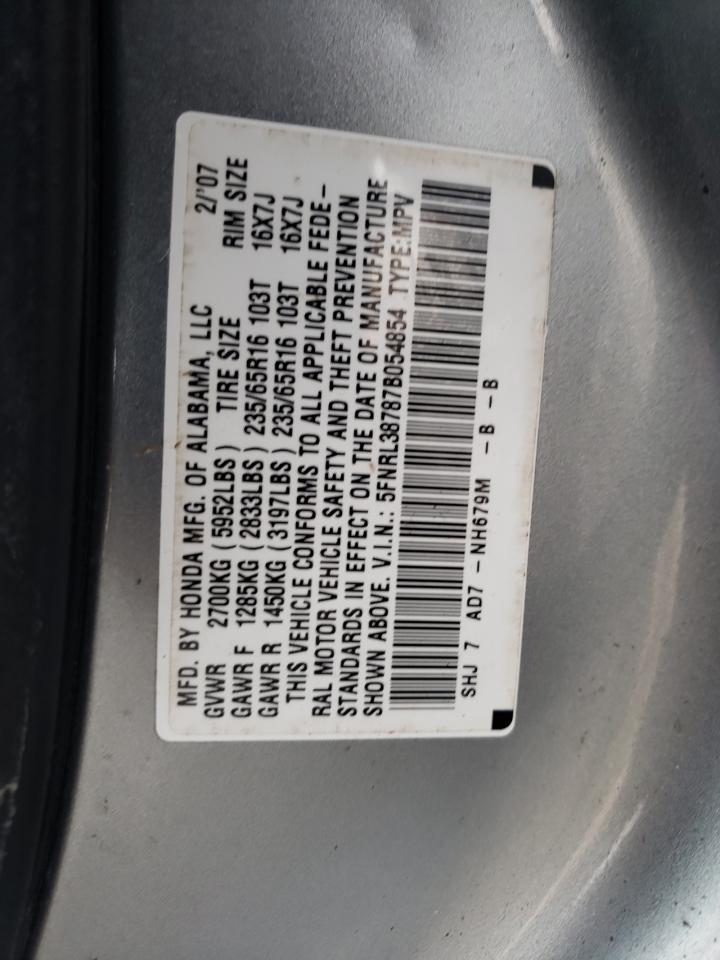 MFD. BY HONDA MFG. OF ALABAMA, LLC 2/'07
GVWR 2700KG (5952LBS) TIRE SIZE RIM SIZE
GAWR F 1285KG (2833LBS) 235/65R16 103T 16X7J
GAWR R 1450KG (3197LBS) 235/65R16 103T 16X7J
THIS VEHICLE CONFORMS TO ALL APPLICABLE FEDE-
RAL MOTOR VEHICLE SAFETY AND THEFT PREVENTION
STANDARDS IN EFFECT ON THE DATE OF MANUFACTURE
SHOWN ABOVE. V.I.N.: 5FNRL38787B054854 TYPE:MPV
SHJ 7 AD7 -NH679M -B -B